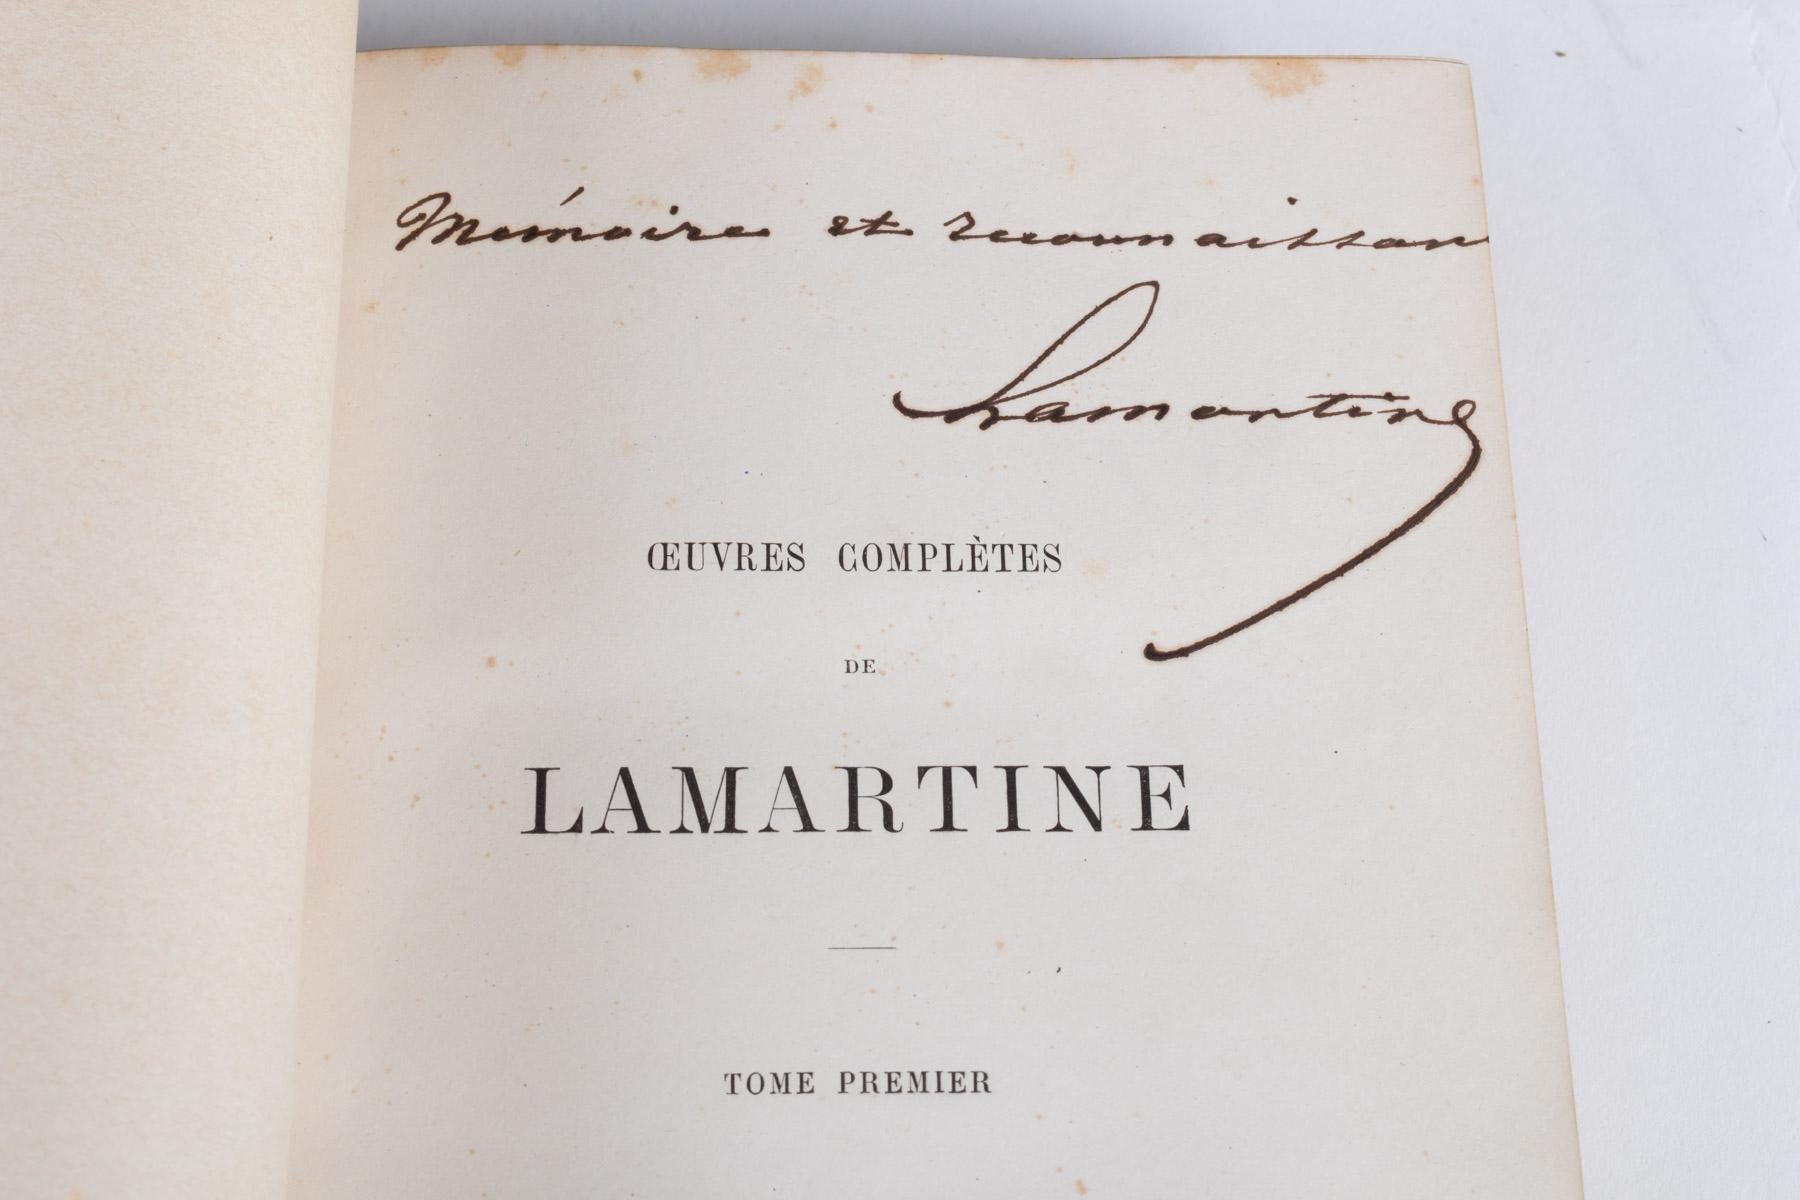 Mémoire et reconnaissan
Lamartine
ŒUVRES COMPLÈTES
DE
LAMARTINE
TOME PREMIER